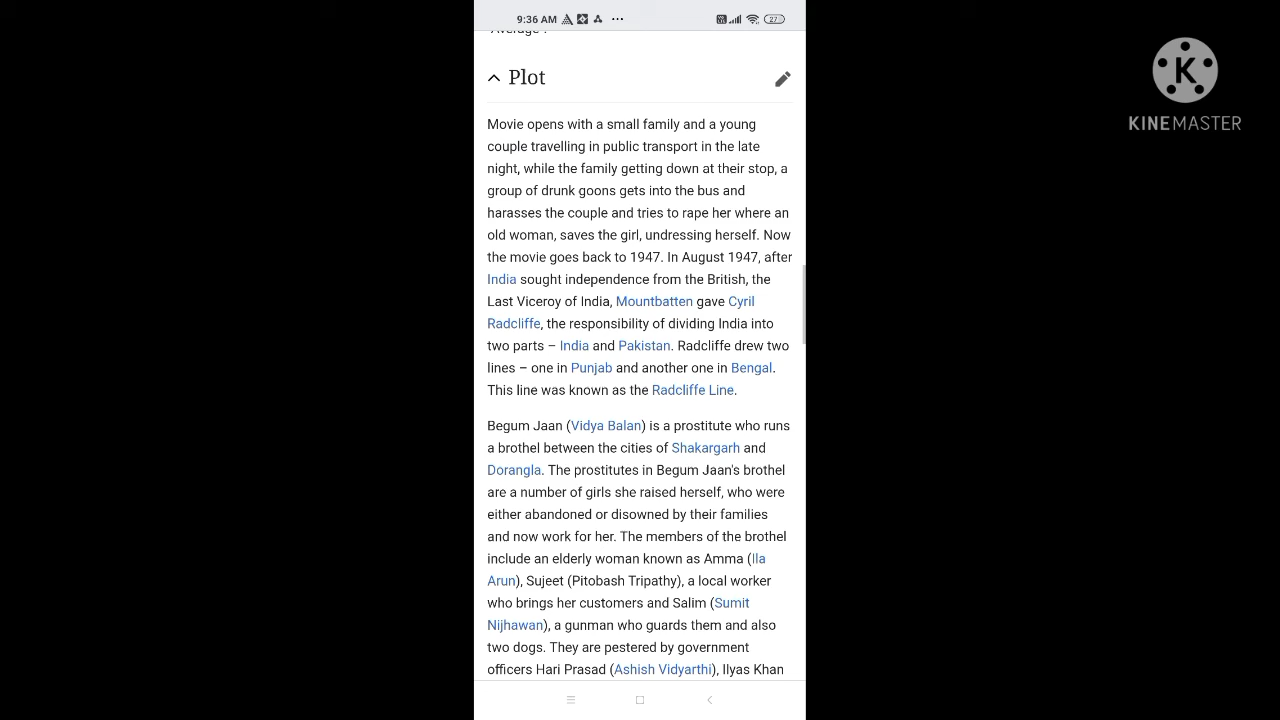 9:36 AM
27
Average".
Plot
Movie opens with a small family and a young
couple travelling in public transport in the late
night, while the family getting down at their stop, a
group of drunk goons gets into the bus and
harasses the couple and tries to rape her where an
old woman, saves the girl, undressing herself. Now
the movie goes back to 1947. In August 1947, after
India sought independence from the British, the
Last Viceroy of India, Mountbatten gave Cyril
Radcliffe, the responsibility of dividing India into
two parts – India and Pakistan. Radcliffe drew two
lines – one in Punjab and another one in Bengal.
This line was known as the Radcliffe Line.
Begum Jaan (Vidya Balan) is a prostitute who runs
a brothel between the cities of Shakargarh and
Dorangla. The prostitutes in Begum Jaan's brothel
are a number of girls she raised herself, who were
either abandoned or disowned by their families
and now work for her. The members of the brothel
include an elderly woman known as Amma (Ila
Arun), Sujeet (Pitobash Tripathy), a local worker
who brings her customers and Salim (Sumit
Nijhawan), a gunman who guards them and also
two dogs. They are pestered by government
officers Hari Prasad (Ashish Vidyarthi), Ilyas Khan
K
KINEMASTER